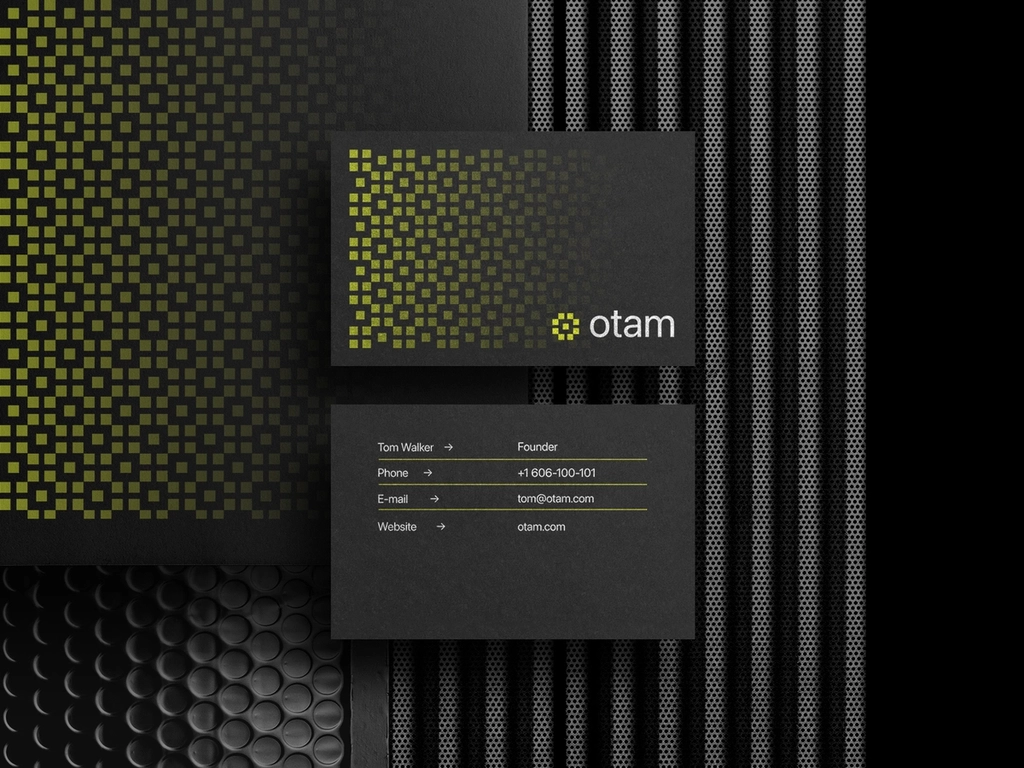 otam
Tom Walker → Founder
Phone → +1 606-100-101
E-mail → tom@otam.com
Website → otam.com